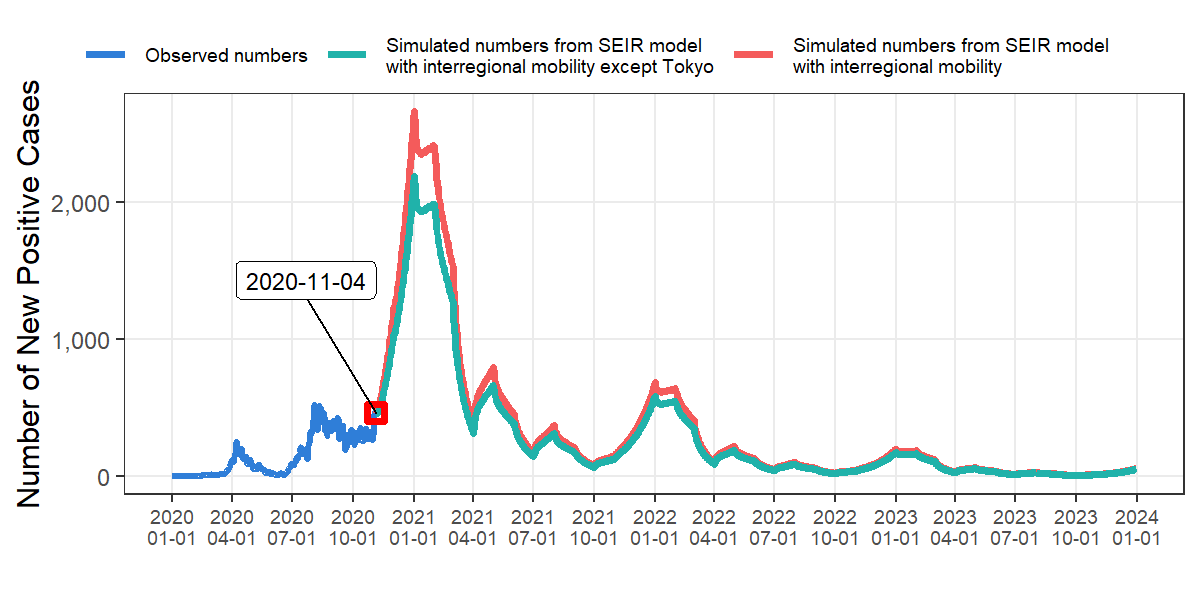 Observed numbers
Simulated numbers from SEIR model
with interregional mobility except Tokyo
Simulated numbers from SEIR model
with interregional mobility
Number of New Positive Cases
2,000
1,000
0
2020-11-04
2020 2020 2020 2020 2021 2021 2021 2021 2022 2022 2022 2022 2023 2023 2023 2023 2024
01-01 04-01 07-01 10-01 01-01 04-01 07-01 10-01 01-01 04-01 07-01 10-01 01-01 04-01 07-01 10-01 01-01